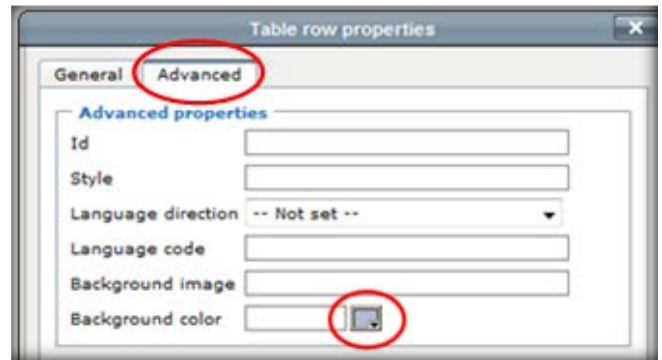 Table row properties
General Advanced
Advanced properties
Id
Style
Language direction -- Not set --
Language code
Background image
Background color